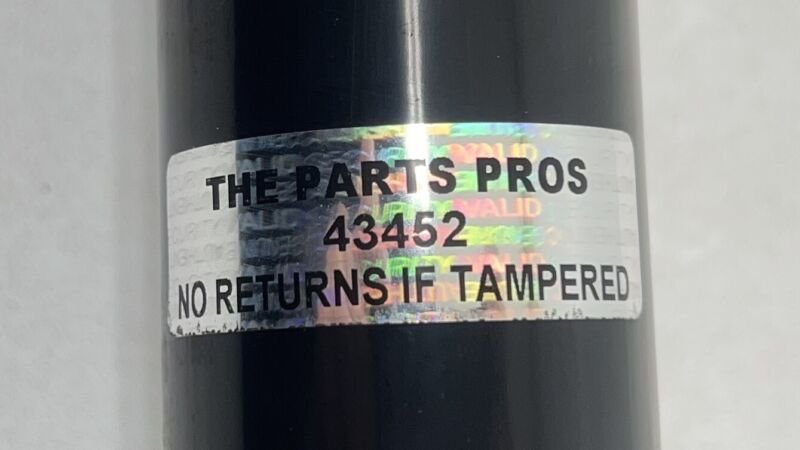 THE PARTS PROS
43452
NO RETURNS IF TAMPERED